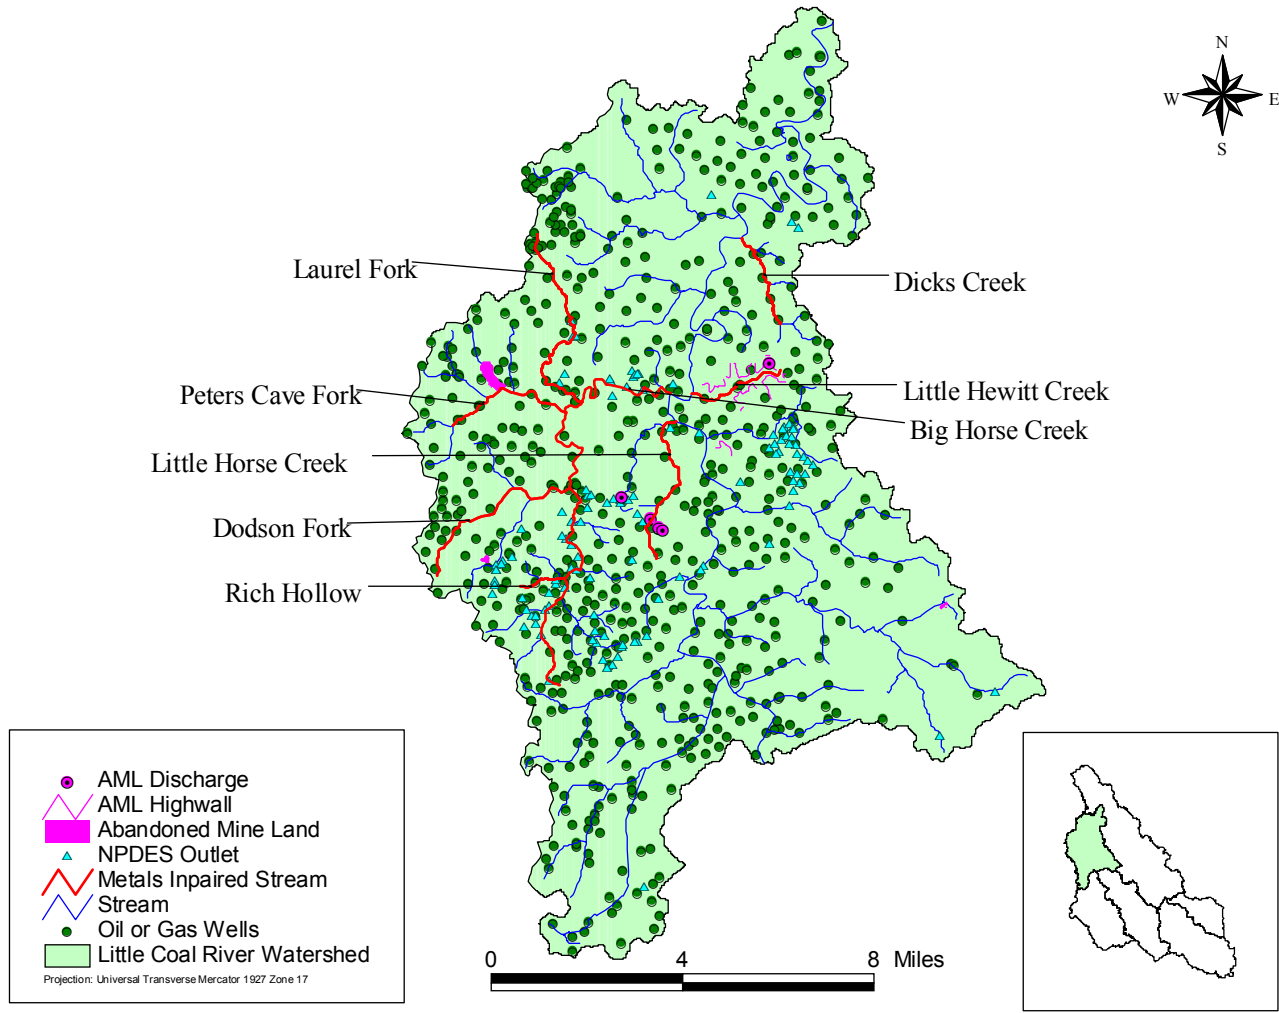 N
W E
S
Laurel Fork
Dicks Creek
Peters Cave Fork
Little Hewitt Creek
Big Horse Creek
Little Horse Creek
Dodson Fork
Rich Hollow
AML Discharge
AML Highwall
Abandoned Mine Land
NPDES Outlet
Metals Inpaired Stream
Stream
Oil or Gas Wells
Little Coal River Watershed
Projection: Universal Transverse Mercator 1927 Zone 17
0 4 8 Miles